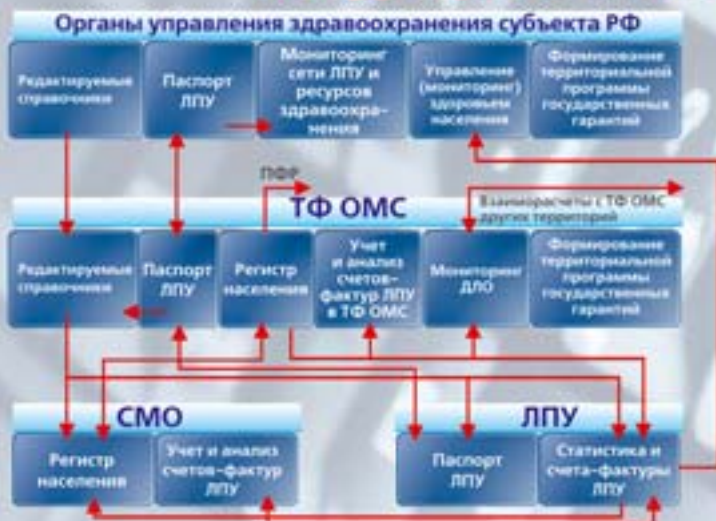 Органы управления здравоохранения субъекта РФ
Редактируемые
справочники
Паспорт
ЛПУ
Мониторинг
сети ЛПУ и
ресурсов
здравоохра-
нения
Управление
(мониторинг)
здоровьем
населения
Формирование
территориальной
программы
государственных
гарантий
ПФР
Взаиморасчеты с ТФ ОМС
других территорий
ТФ ОМС
Редактируемые
справочники
Паспорт
ЛПУ
Регистр
населения
Учет
и анализ
счетов-
фактур ЛПУ
в ТФ ОМС
Мониторинг
ДЛО
Формирование
территориальной
программы
государственных
гарантий
СМО
Регистр
населения
Учет и анализ
счетов-фактур
ЛПУ
ЛПУ
Паспорт
ЛПУ
Статистика и
счета-фактуры
ЛПУ